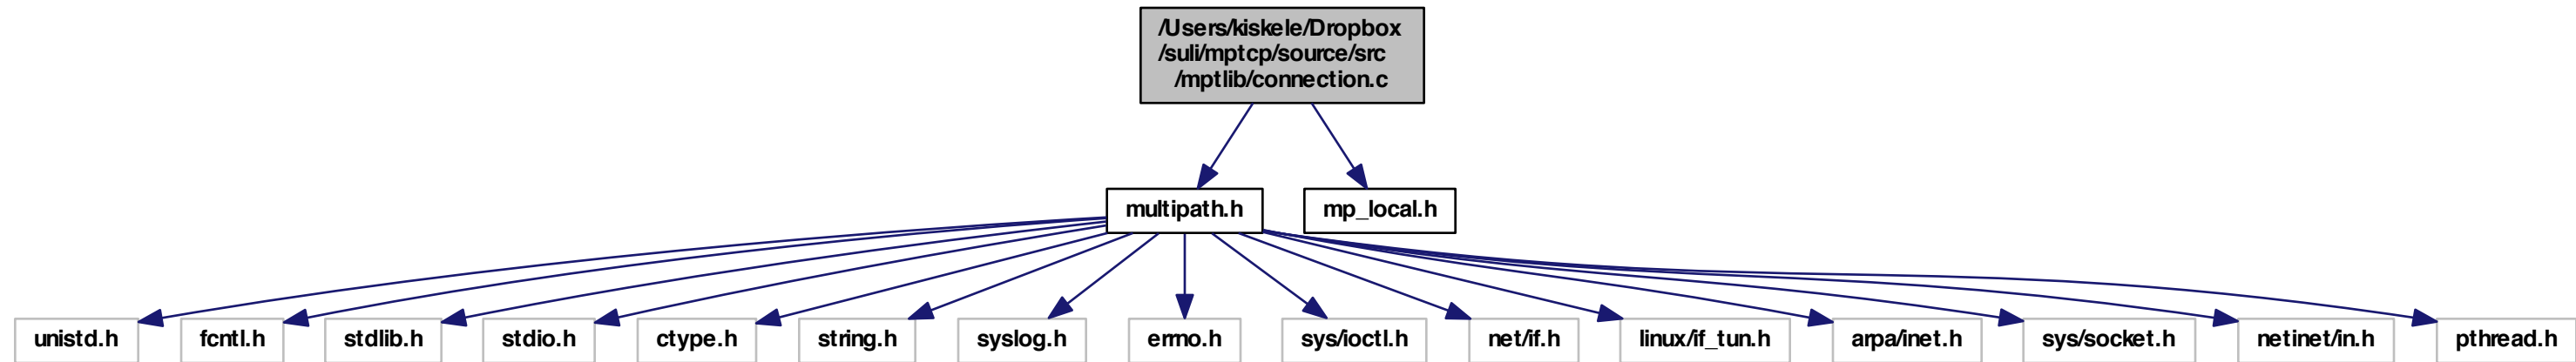 /Users/kiskele/Dropbox
/suli/mptcp/source/src
/mptlib/connection.c
multipath.h
mp_local.h
unistd.h
fcntl.h
stdlib.h
stdio.h
ctype.h
string.h
syslog.h
errno.h
sys/ioctl.h
net/if.h
linux/if_tun.h
arpa/inet.h
sys/socket.h
netinet/in.h
pthread.h